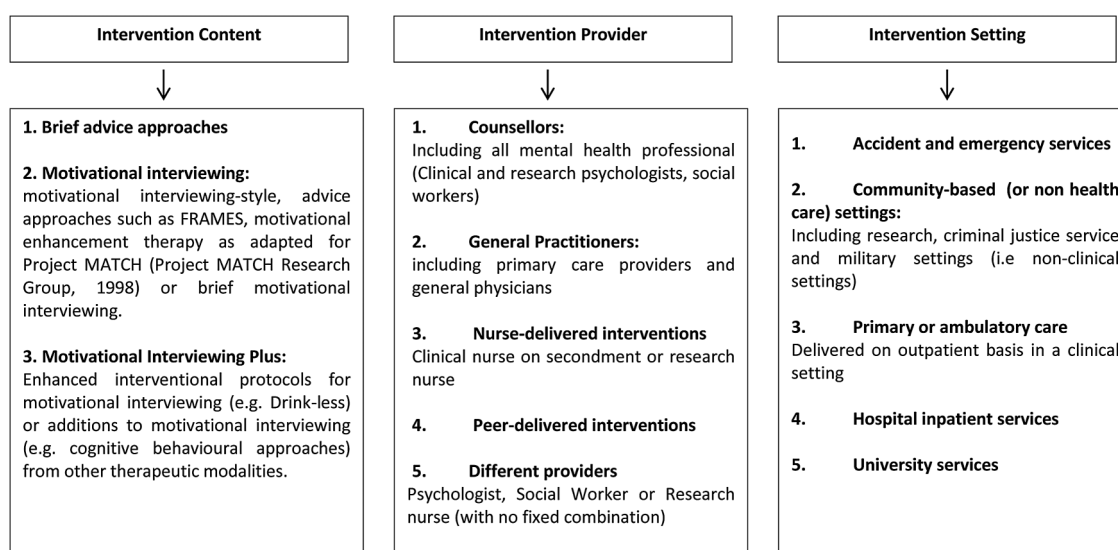 Intervention Content
1. Brief advice approaches
2. Motivational interviewing:
motivational interviewing-style, advice
approaches such as FRAMES, motivational
enhancement therapy as adapted for
Project MATCH (Project MATCH Research
Group, 1998) or brief motivational
interviewing.
3. Motivational Interviewing Plus:
Enhanced interventional protocols for
motivational interviewing (e.g. Drink-less)
or additions to motivational interviewing
(e.g. cognitive behavioural approaches)
from other therapeutic modalities.
Intervention Provider
1. Counsellors:
Including all mental health professional
(Clinical and research psychologists, social
workers)
2. General Practitioners:
including primary care providers and
general physicians
3. Nurse-delivered interventions
Clinical nurse on secondment or research
nurse
4. Peer-delivered interventions
5. Different providers
Psychologist, Social Worker or Research
nurse (with no fixed combination)
Intervention Setting
1. Accident and emergency services
2. Community-based (or non health
care) settings:
Including research, criminal justice service
and military settings (i.e non-clinical
settings)
3. Primary or ambulatory care
Delivered on outpatient basis in a clinical
setting
4. Hospital inpatient services
5. University services